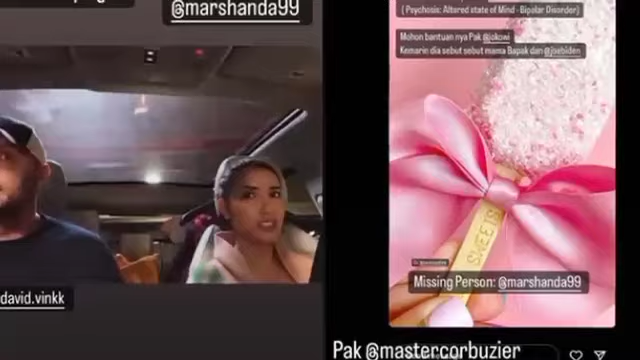 @marshanda99
david.vinkk
( Psychosis: Altered state of Mind - Bipolar Disorder)
Mohon bantuan nya Pak @jokowi
Kemarin dia sebut sebut mama Bapak dan @joebiden
SWEETS
Missing Person: @marshanda99
Pak @mastercorbuzier